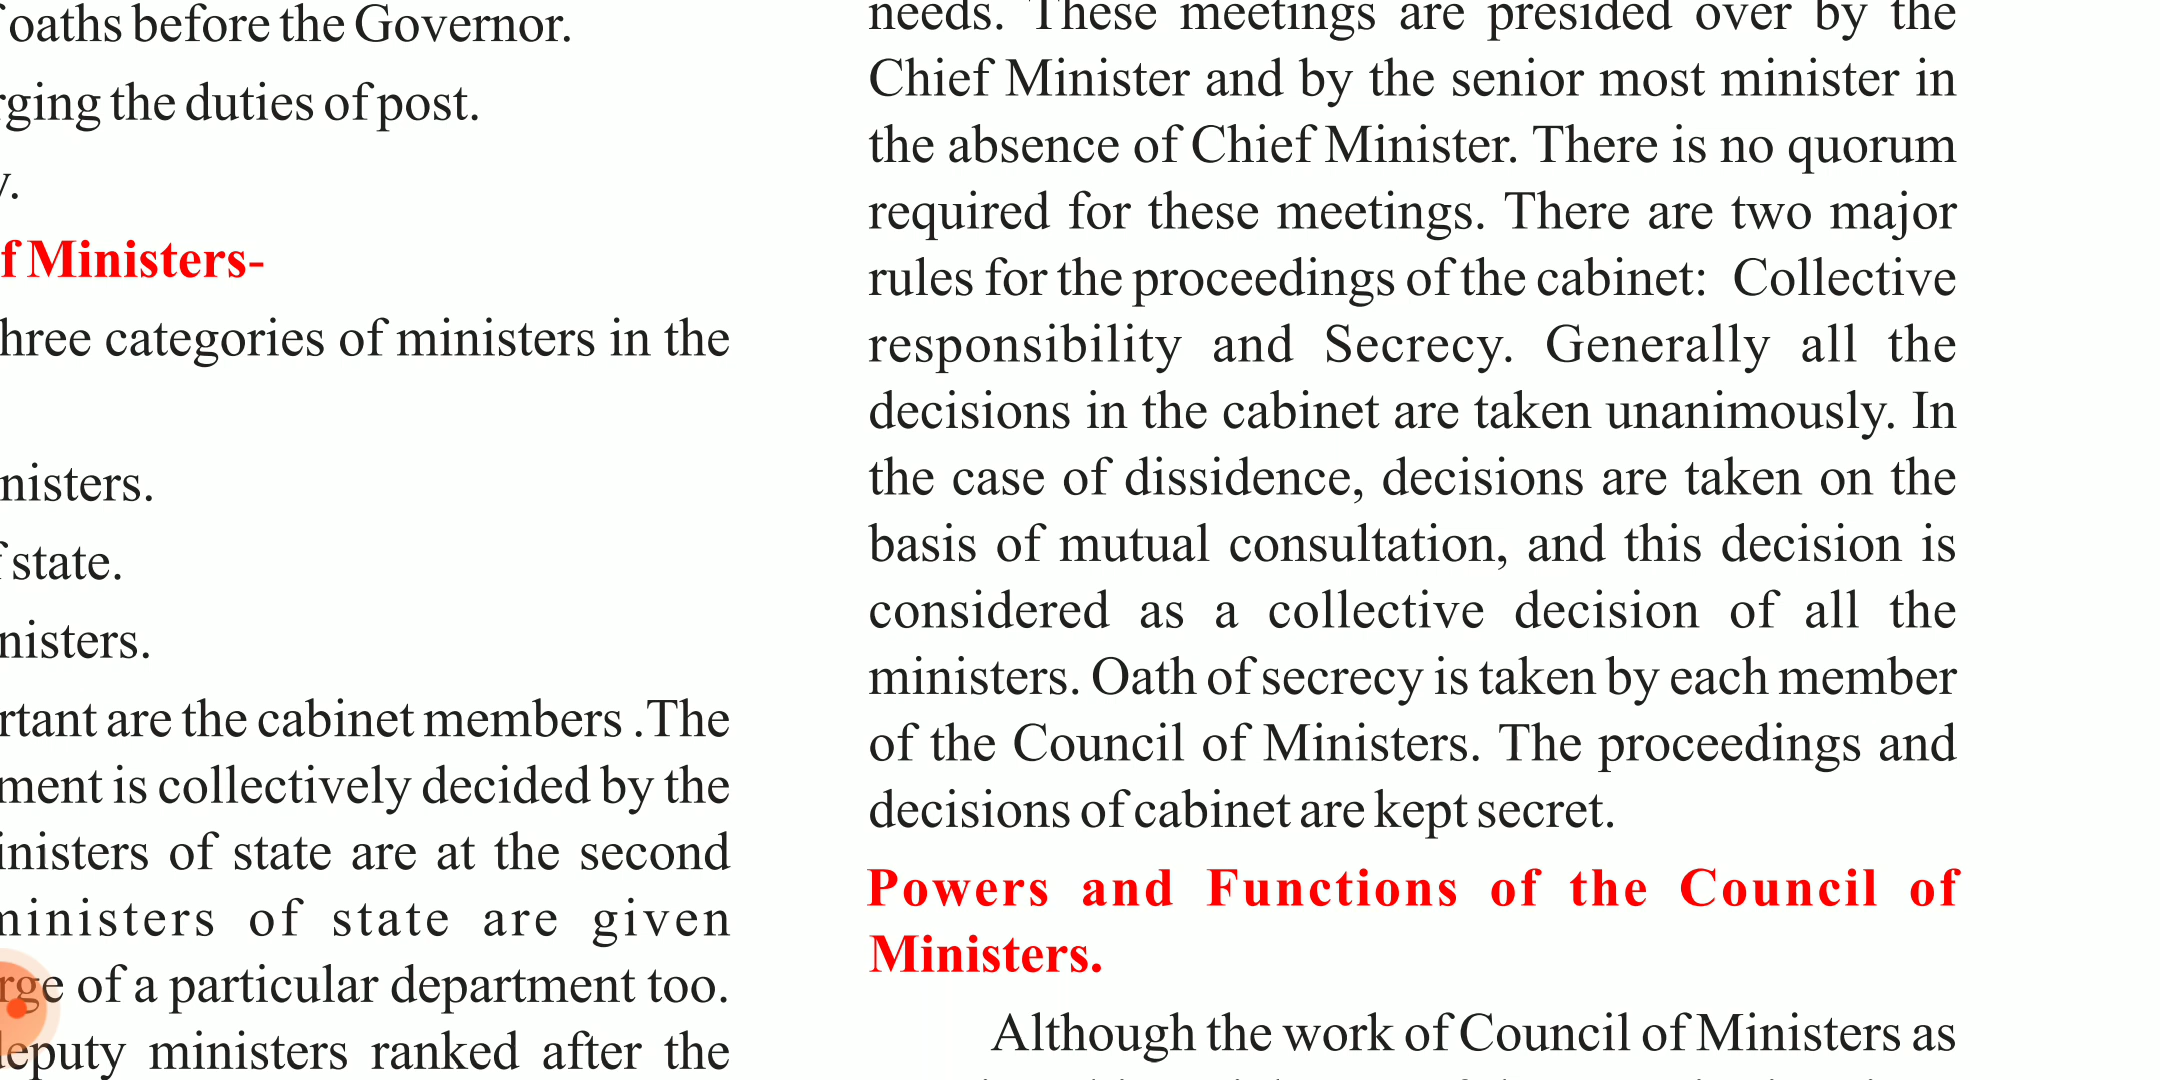 oaths before the Governor.
the duties of post.
f Ministers-
categories of ministers in the
state.
are the cabinet members .The
is collectively decided by the
of state are at the second
ministers of state are given
of a particular department too.
deputy ministers ranked after the
needs. These meetings are presided over by the
Chief Minister and by the senior most minister in
the absence of Chief Minister. There is no quorum
required for these meetings. There are two major
rules for the proceedings of the cabinet: Collective
responsibility and Secrecy. Generally all the
decisions in the cabinet are taken unanimously. In
the case of dissidence, decisions are taken on the
basis of mutual consultation, and this decision is
considered as a collective decision of all the
ministers. Oath of secrecy is taken by each member
of the Council of Ministers. The proceedings and
decisions of cabinet are kept secret.
Powers and Functions of the Council of
Ministers.
Although the work of Council of Ministers as